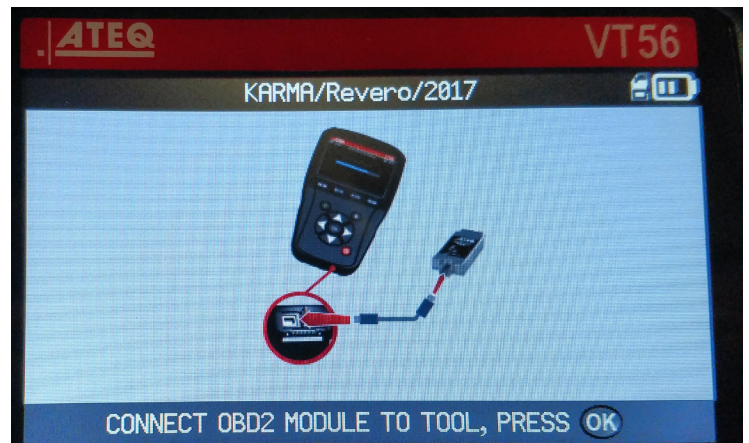 ATEQ VT56
KARMA/Revero/2017
CONNECT OBD2 MODULE TO TOOL, PRESS OK